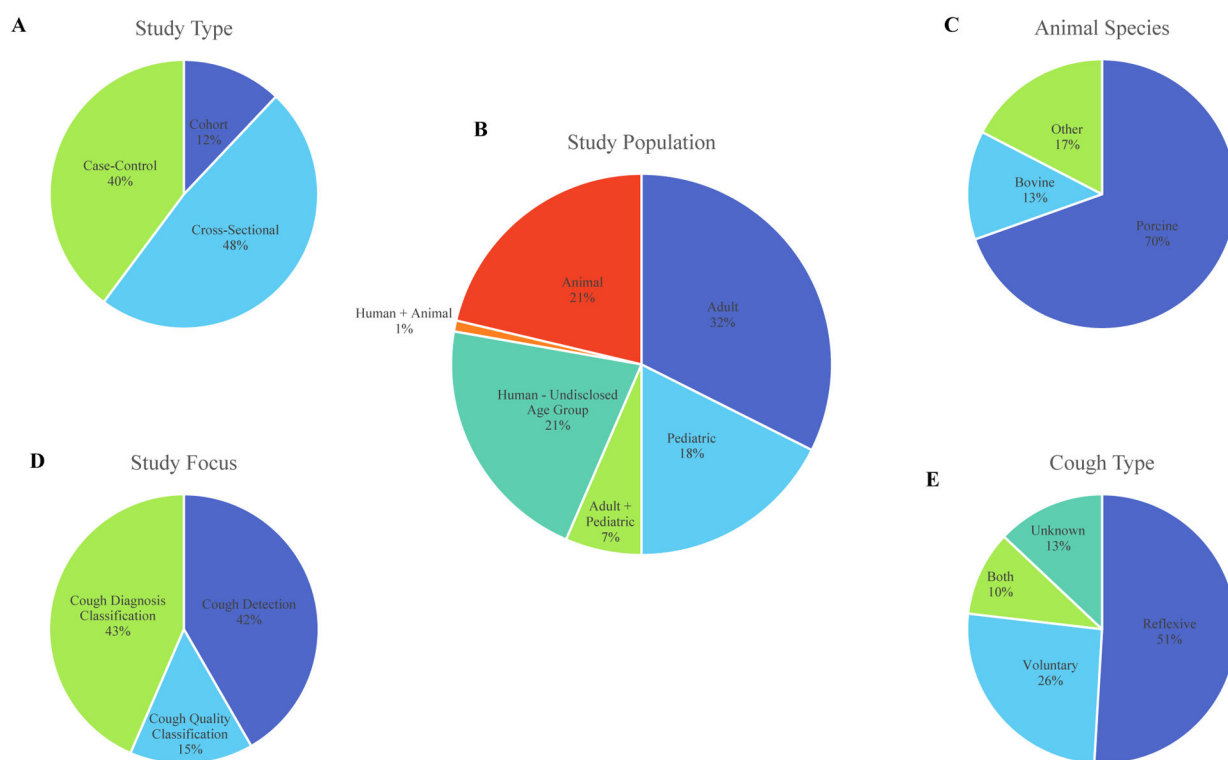 A
Study Type
Cohort
12%
Case-Control
40%
Cross-Sectional
48%
B
Study Population
Animal
21%
Adult
32%
Human + Animal
1%
Human - Undisclosed
Age Group
21%
Pediatric
18%
Adult +
Pediatric
7%
C
Animal Species
Other
17%
Bovine
13%
Porcine
70%
D
Study Focus
Cough Diagnosis
Classification
43%
Cough Detection
42%
Cough Quality
Classification
15%
E
Cough Type
Unknown
13%
Both
10%
Reflexive
51%
Voluntary
26%